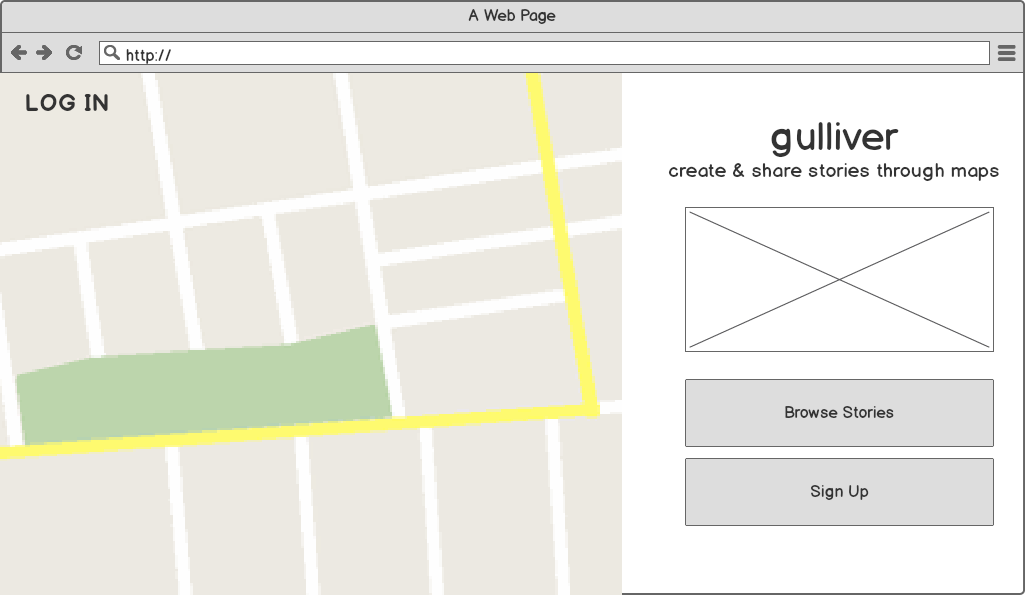 A Web Page
http://
LOG IN
gulliver
create & share stories through maps
Browse Stories
Sign Up